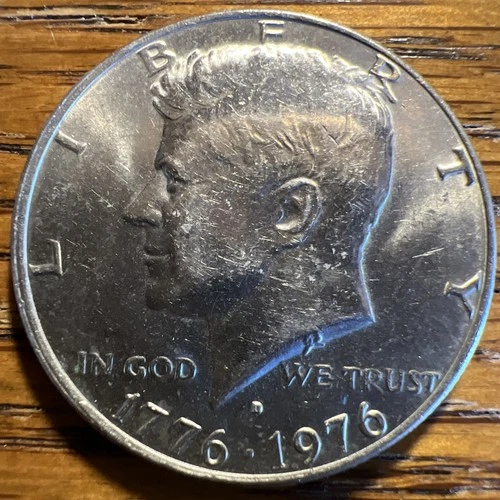 LIBERTY
IN GOD WE TRUST
D
1776 · 1976